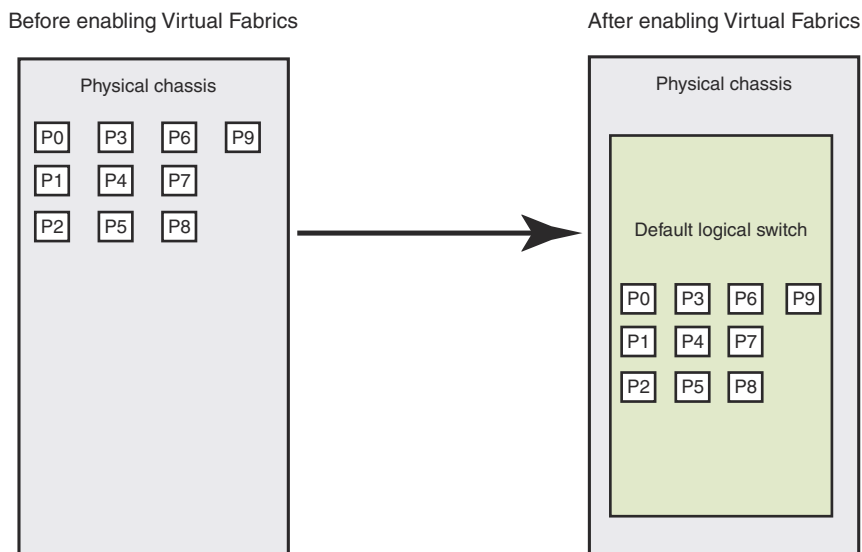 Before enabling Virtual Fabrics
After enabling Virtual Fabrics
Physical chassis
P0 P3 P6 P9
P1 P4 P7
P2 P5 P8
Physical chassis
Default logical switch
P0 P3 P6 P9
P1 P4 P7
P2 P5 P8